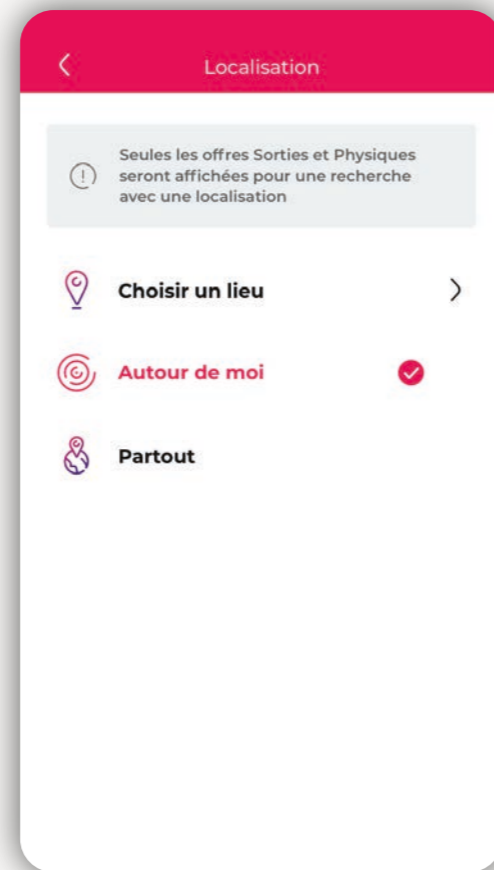 Localisation
Seules les offres Sorties et Physiques
seront affichées pour une recherche
avec une localisation
Choisir un lieu
Autour de moi
Partout